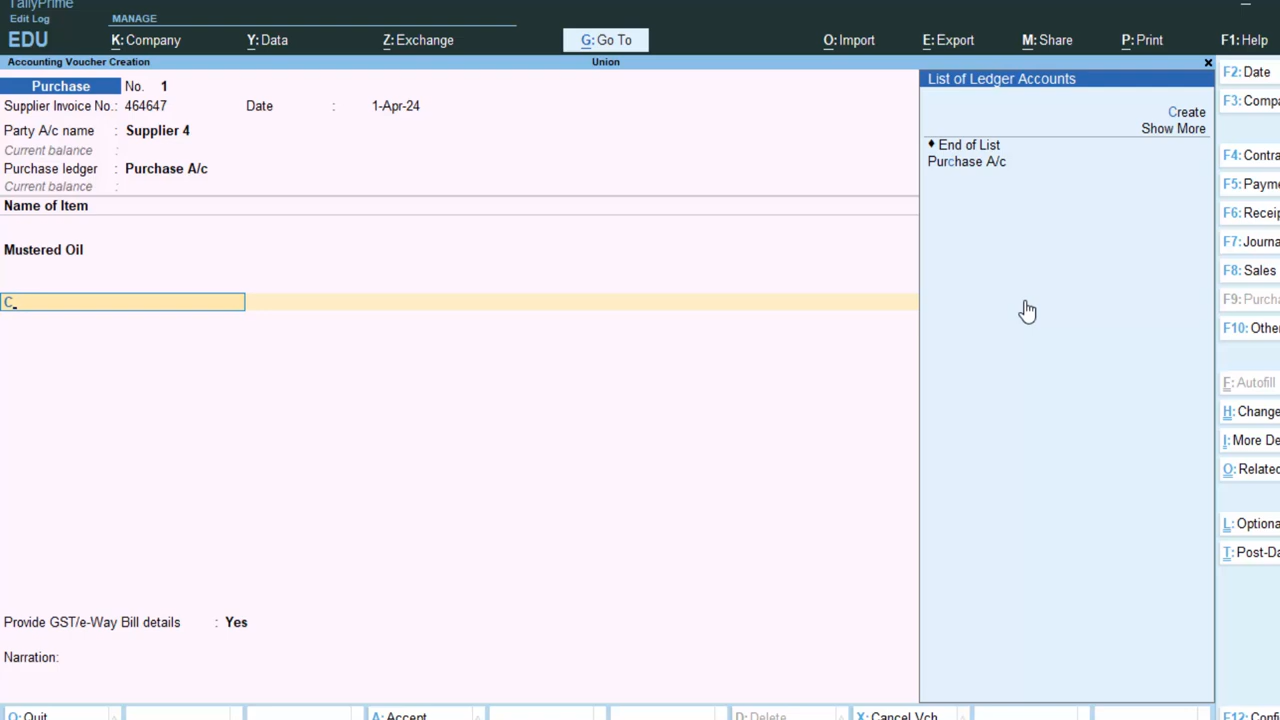 TallyPrime
Edit Log
EDU
MANAGE
K: Company
Y: Data
Z: Exchange
G: Go To
O: Import
E: Export
M: Share
P: Print
F1: Help
Accounting Voucher Creation
Union
Purchase
No. 1
Supplier Invoice No.: 464647
Date : 1-Apr-24
Party A/c name : Supplier 4
Current balance :
Purchase ledger : Purchase A/c
Current balance :
Name of Item
Mustered Oil
C
Provide GST/e-Way Bill details : Yes
Narration:
List of Ledger Accounts
Create
Show More
♦ End of List
Purchase A/c
F2: Date
F3: Compa
F4: Contra
F5: Payme
F6: Receip
F7: Journa
F8: Sales
F9: Purcha
F10: Other
F: Autofill
H: Change
I: More De
O: Related
L: Optiona
T: Post-Da
F12: Confi
Q: Quit
A: Accept
D: Delete
X: Cancel Vch